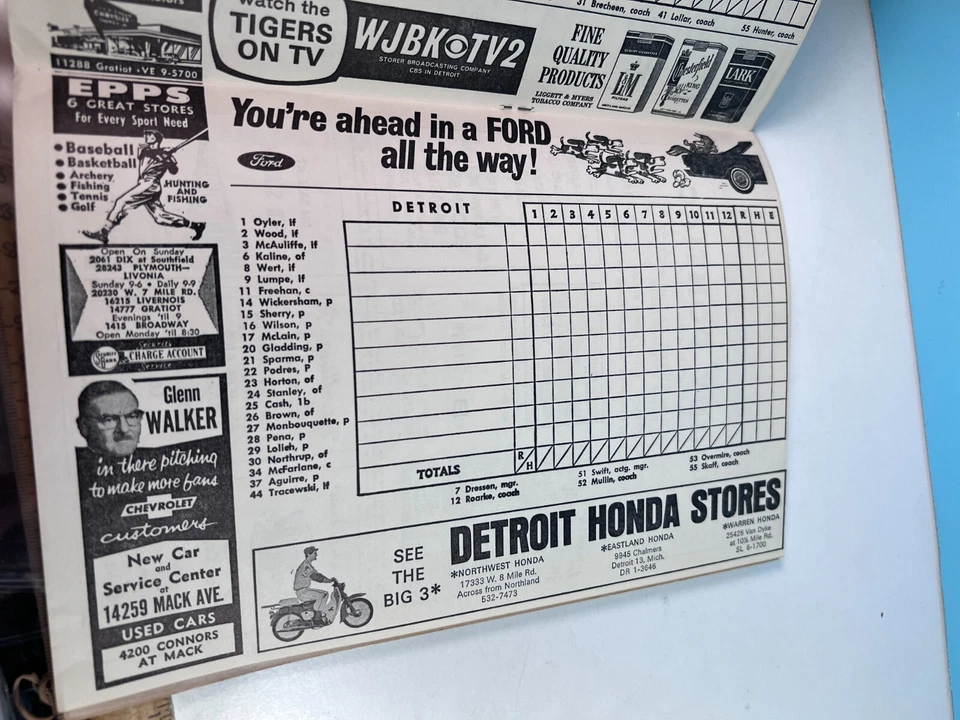 11288 Gratiot • VE 9-5700
Watch the
TIGERS
ON TV
WJBK TV2
STORER BROADCASTING COMPANY
CBS IN DETROIT
FINE
QUALITY
PRODUCTS
LIGGETT & MYERS
TOBACCO COMPANY
L&M
FILTERS
Chesterfield
KING
CIGARETTES
LARK
31 Brecheen, coach 41 Lollar, coach
55 Hunter, coach
EPPS
6 GREAT STORES
For Every Sport Need
• Baseball
• Basketball
• Archery
• Fishing
• Tennis
• Golf
HUNTING
AND
FISHING
Open On Sunday
2061 DIX at Southfield
28243 PLYMOUTH—
LIVONIA
Sunday 9-6 • Daily 9-9
20230 W. 7 MILE RD.
16215 LIVERNOIS
14777 GRATIOT
Evenings 'til 9
1415 BROADWAY
Open Monday 'til 8:30
Security
CHARGE ACCOUNT
Service
SECURITY
BANK
Glenn
WALKER
in there pitching
to make more fans
CHEVROLET
customers
New Car
and
Service Center
at
14259 MACK AVE.
USED CARS
4200 CONNORS
AT MACK
You're ahead in a FORD
all the way!
Ford
DETROIT
1 2 3 4 5 6 7 8 9 10 11 12 R H E
1 Oyler, if
2 Wood, if
3 McAuliffe, if
6 Kaline, of
8 Wert, if
9 Lumpe, if
11 Freehan, c
14 Wickersham, p
15 Sherry, p
16 Wilson, p
17 McLain, p
20 Gladding, p
21 Sparma, p
22 Podres, P
23 Horton, of
24 Stanley, of
25 Cash, 1b
26 Brown, of
27 Monbouquette, p
28 Pena, p
29 Lolich, p
30 Northrup, of
34 McFarlane, c
37 Aguirre, p
44 Tracewski, if
TOTALS
R
H
7 Dressen, mgr.
12 Roarke, coach
51 Swift, actg. mgr.
52 Mullin, coach
53 Overmire, coach
55 Skaff, coach
SEE
THE
BIG 3*
DETROIT HONDA STORES
*NORTHWEST HONDA
17333 W. 8 Mile Rd.
Across from Northland
532-7473
*EASTLAND HONDA
9945 Chalmers
Detroit 13, Mich.
DR 1-3646
*WARREN HONDA
25428 Van Dyke
at 10½ Mile Rd.
SL 8-1700